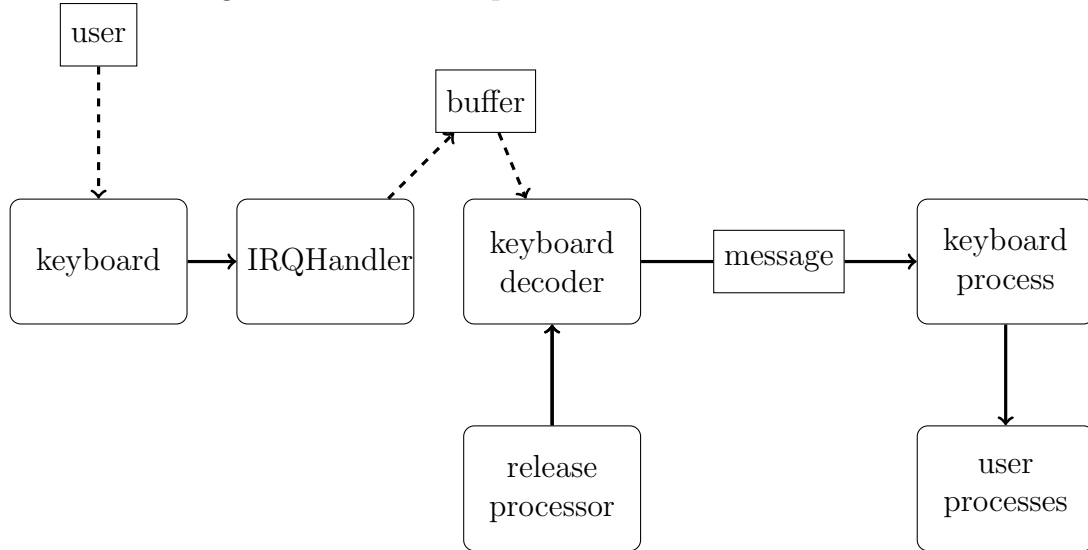 user
buffer
keyboard
IRQHandler
keyboard
decoder
message
keyboard
process
release
processor
user
processes